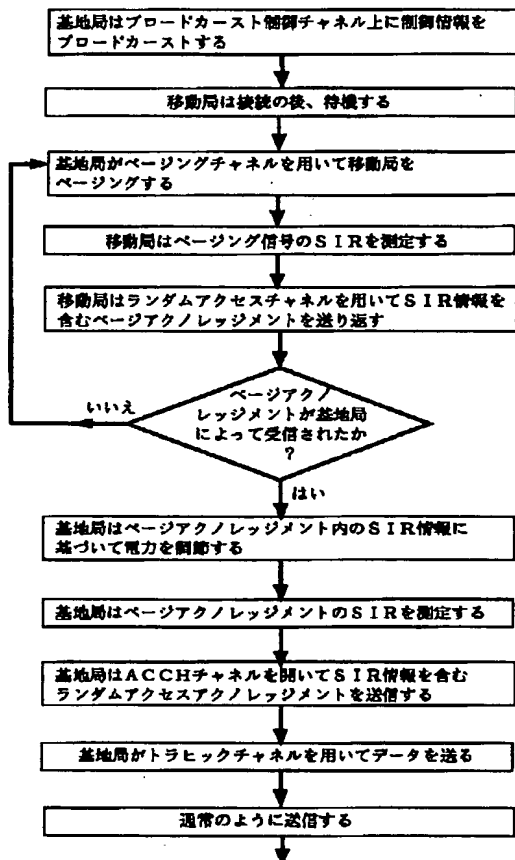 基地局はブロードカースト制御チャネル上に制御情報を
ブロードカーストする
移動局は接続の後、待機する
基地局がページングチャネルを用いて移動局を
ページングする
移動局はページング信号のSIRを測定する
移動局はランダムアクセスチャネルを用いてSIR情報を
含むページアクノレッジメントを送り返す
ページアクノ
レッジメントが基地局
によって受信されたか
?
いいえ
はい
基地局はページアクノレッジメント内のSIR情報に
基づいて電力を調節する
基地局はページアクノレッジメントのSIRを測定する
基地局はACCHチャネルを開いてSIR情報を含む
ランダムアクセスアクノレッジメントを送信する
基地局がトラヒックチャネルを用いてデータを送る
通常のように送信する